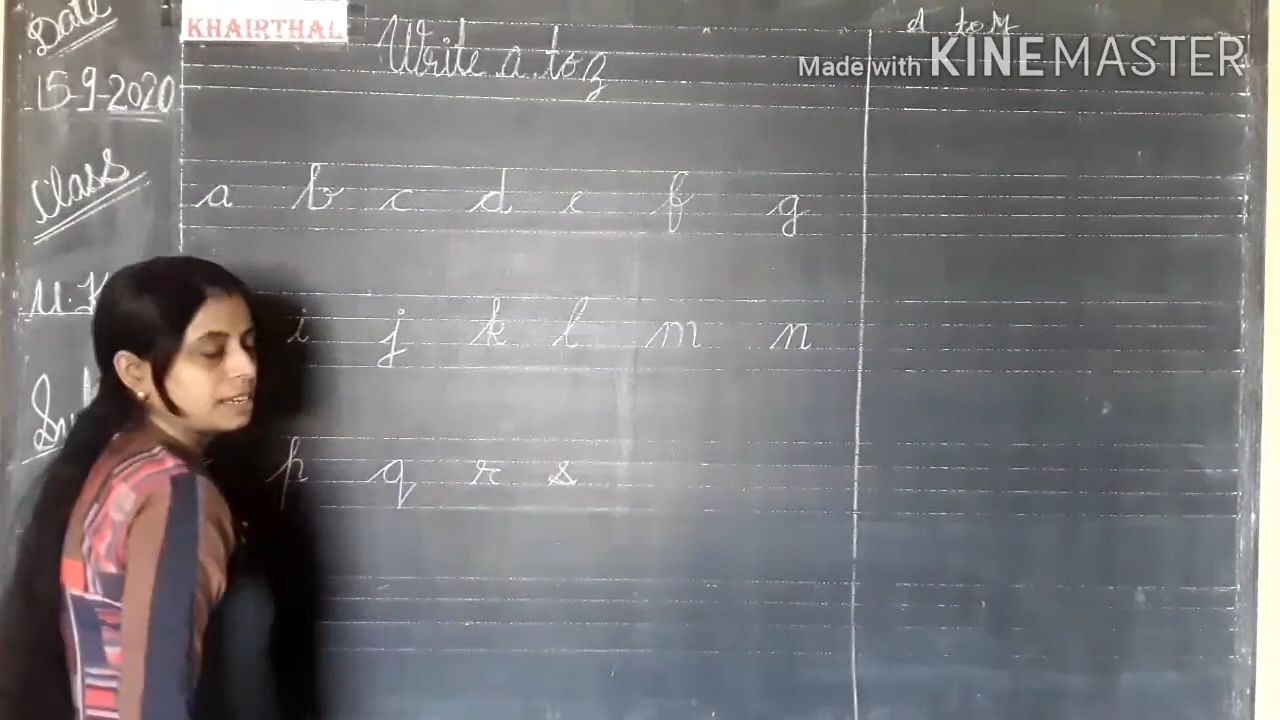 Date
15-9-2020
Class
KHAIRTHAL
Write a to z
Made with KINEMASTER
a b c d e f g
i j k l m n
p q r s